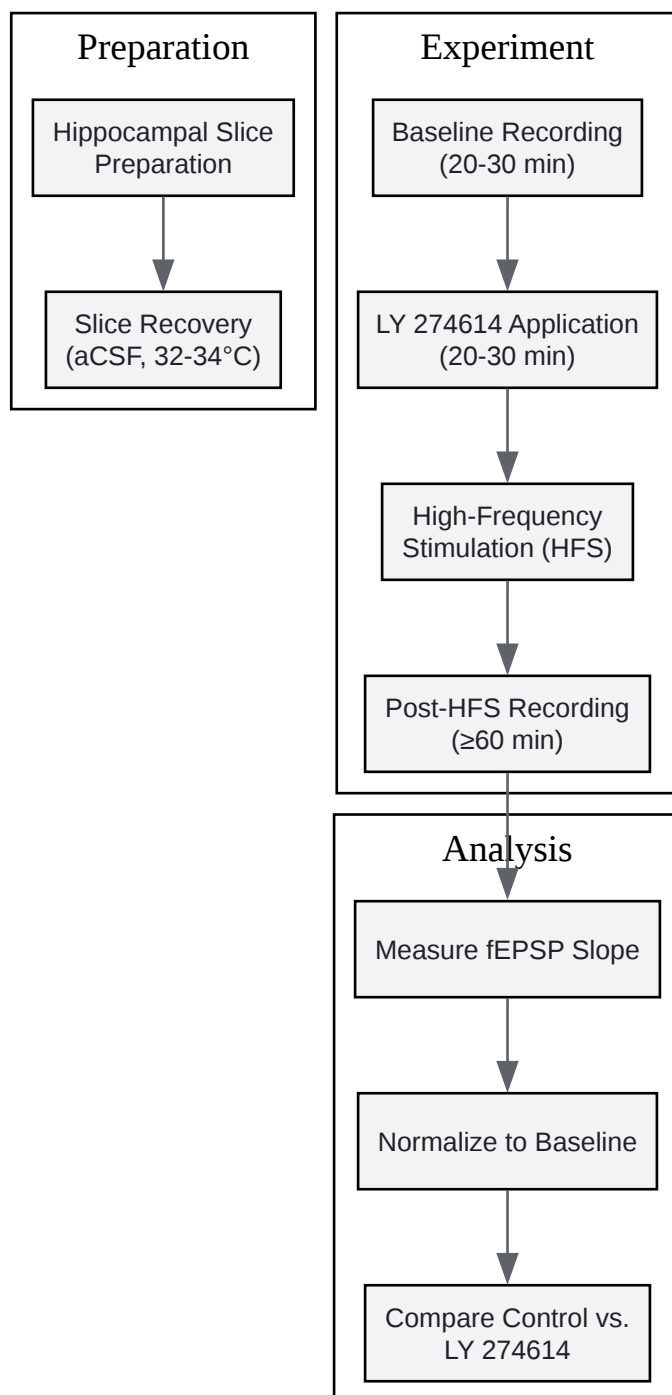 Preparation
Hippocampal Slice
Preparation
Slice Recovery
(aCSF, 32-34°C)
Experiment
Baseline Recording
(20-30 min)
LY 274614 Application
(20-30 min)
High-Frequency
Stimulation (HFS)
Post-HFS Recording
(≥60 min)
Analysis
Measure fEPSP Slope
Normalize to Baseline
Compare Control vs.
LY 274614